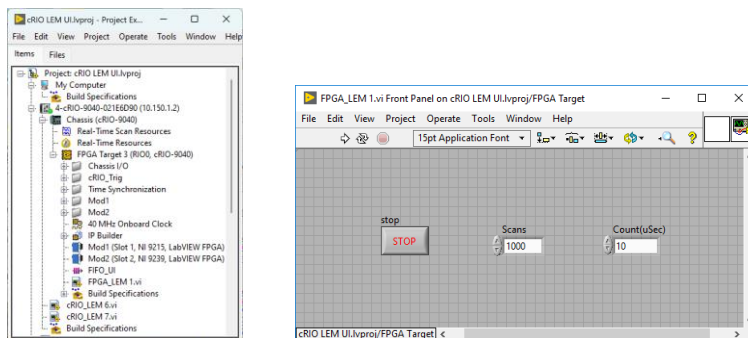 cRIO LEM UI.lvproj - Project Ex...
File Edit View Project Operate Tools Window Help
Items Files
Project: cRIO LEM UI.lvproj
My Computer
Build Specifications
4-cRIO-9040-021E6D90 (10.150.1.2)
Chassis (cRIO-9040)
Real-Time Scan Resources
Real-Time Resources
FPGA Target 3 (RIO0, cRIO-9040)
Chassis I/O
cRIO_Trig
Time Synchronization
Mod1
Mod2
40 MHz Onboard Clock
IP Builder
Mod1 (Slot 1, NI 9215, LabVIEW FPGA)
Mod2 (Slot 2, NI 9239, LabVIEW FPGA)
FIFO_UI
FPGA_LEM 1.vi
Build Specifications
cRIO_LEM 6.vi
cRIO_LEM 7.vi
Build Specifications
FPGA_LEM 1.vi Front Panel on cRIO LEM UI.lvproj/FPGA Target
File Edit View Project Operate Tools Window Help
15pt Application Font
stop
STOP
Scans
1000
Count(uSec)
10
cRIO LEM UI.lvproj/FPGA Target